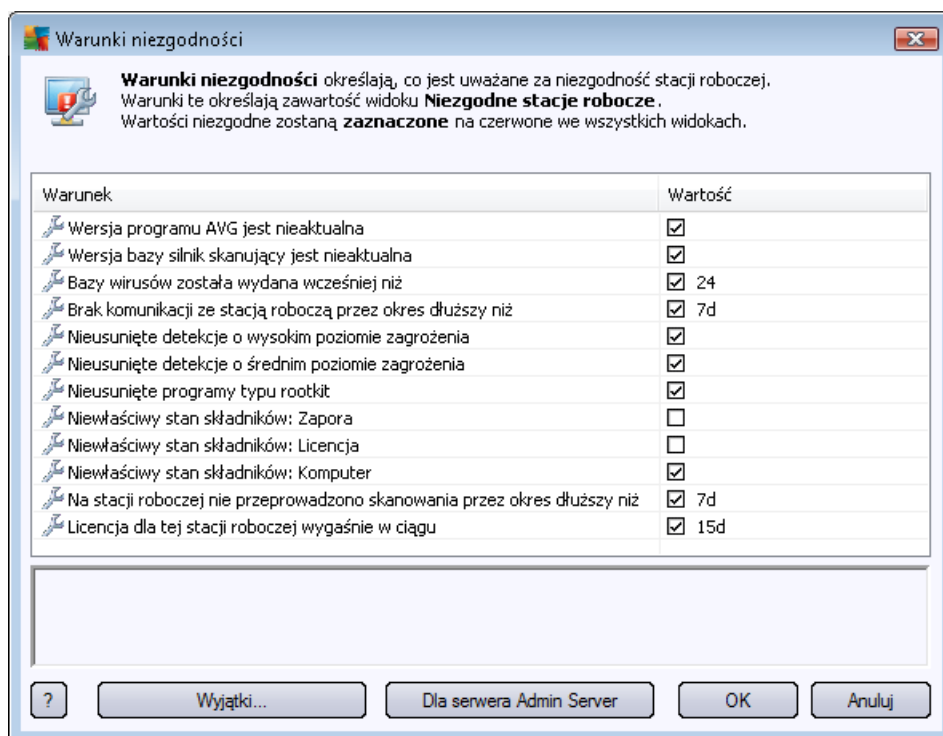 Warunki niezgodności
Warunki niezgodności określają, co jest uważane za niezgodność stacji roboczej.
Warunki te określają zawartość widoku Niezgodne stacje robocze.
Wartości niezgodne zostaną zaznaczone na czerwone we wszystkich widokach.
Warunek Wartość
Wersja programu AVG jest nieaktualna
Wersja bazy silnik skanujący jest nieaktualna
Bazy wirusów została wydana wcześniej niż 24
Brak komunikacji ze stacją roboczą przez okres dłuższy niż 7d
Nieusunięte detekcje o wysokim poziomie zagrożenia
Nieusunięte detekcje o średnim poziomie zagrożenia
Nieusunięte programy typu rootkit
Niewłaściwy stan składników: Zapora
Niewłaściwy stan składników: Licencja
Niewłaściwy stan składników: Komputer
Na stacji roboczej nie przeprowadzono skanowania przez okres dłuższy niż 7d
Licencja dla tej stacji roboczej wygaśnie w ciągu 15d
? Wyjątki... Dla serwera Admin Server OK Anuluj